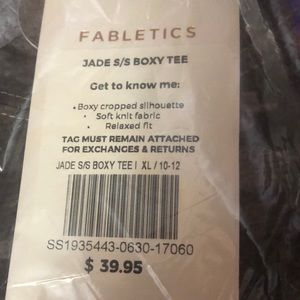 FABLETICS
JADE S/S BOXY TEE
Get to know me:
• Boxy cropped silhouette
• Soft knit fabric
• Relaxed fit
TAG MUST REMAIN ATTACHED
FOR EXCHANGES & RETURNS
JADE S/S BOXY TEE | XL / 10-12
SS1935443-0630-17060
$ 39.95